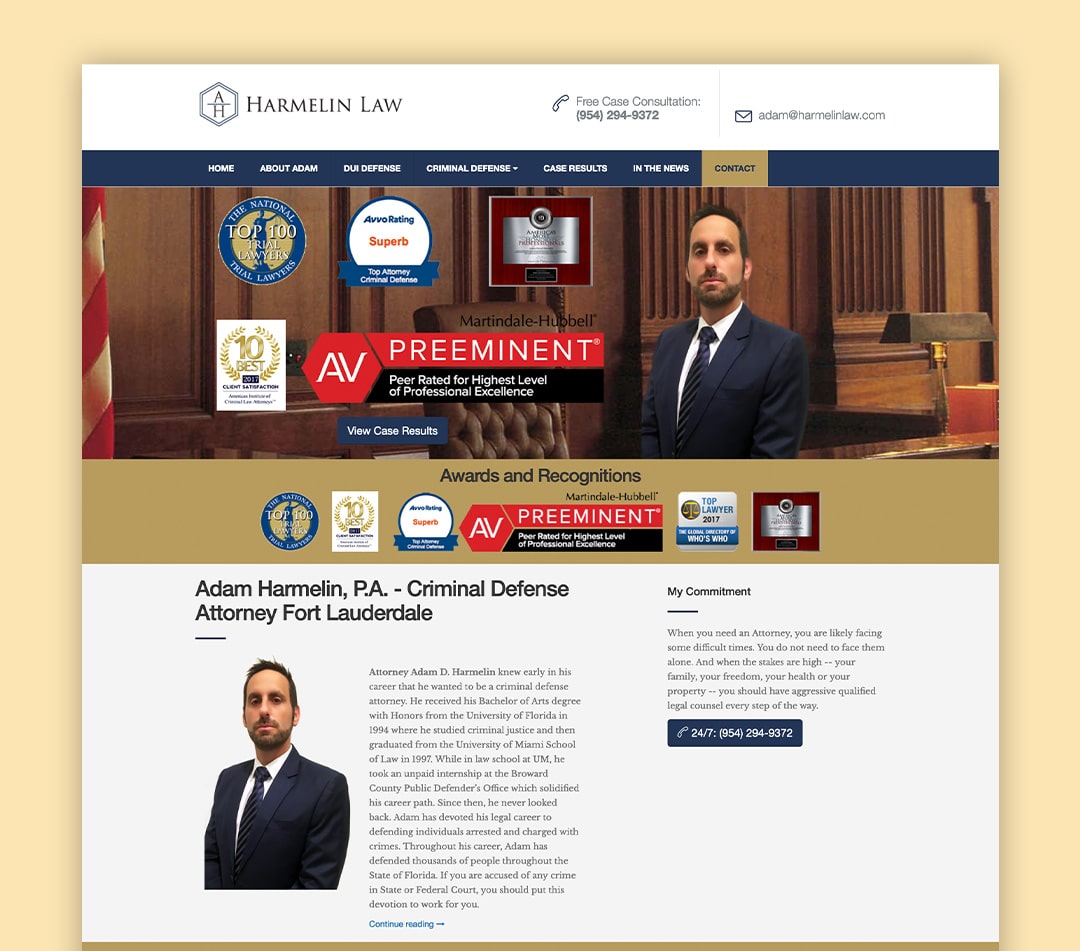 A
H
HARMELIN LAW
Free Case Consultation:
(954) 294-9372
adam@harmelinlaw.com
HOME
ABOUT ADAM
DUI DEFENSE
CRIMINAL DEFENSE
CASE RESULTS
IN THE NEWS
CONTACT
THE NATIONAL
TOP 100
TRIAL
LAWYERS
TRIAL LAWYERS
Avvo Rating
Superb
Top Attorney
Criminal Defense
10
AMERICA'S
MOST
PROFESSIONALS
10
BEST
2017
CLIENT SATISFACTION
American Institute of
Criminal Law Attorneys™
Martindale-Hubbell®
AV PREEMINENT®
Peer Rated for Highest Level
of Professional Excellence
View Case Results
Awards and Recognitions
THE NATIONAL
TOP 100
TRIAL
LAWYERS
TRIAL LAWYERS
10
BEST
2017
CLIENT SATISFACTION
Avvo Rating
Superb
Top Attorney
Criminal Defense
Martindale-Hubbell®
AV PREEMINENT®
Peer Rated for Highest Level
of Professional Excellence
TOP
LAWYER
2017
THE GLOBAL DIRECTORY OF
WHO'S WHO
Adam Harmelin, P.A. - Criminal Defense
Attorney Fort Lauderdale
Attorney Adam D. Harmelin knew early in his
career that he wanted to be a criminal defense
attorney. He received his Bachelor of Arts degree
with Honors from the University of Florida in
1994 where he studied criminal justice and then
graduated from the University of Miami School
of Law in 1997. While in law school at UM, he
took an unpaid internship at the Broward
County Public Defender's Office which solidified
his career path. Since then, he never looked
back. Adam has devoted his legal career to
defending individuals arrested and charged with
crimes. Throughout his career, Adam has
defended thousands of people throughout the
State of Florida. If you are accused of any crime
in State or Federal Court, you should put this
devotion to work for you.
Continue reading →
My Commitment
When you need an Attorney, you are likely facing
some difficult times. You do not need to face them
alone. And when the stakes are high -- your
family, your freedom, your health or your
property -- you should have aggressive qualified
legal counsel every step of the way.
24/7: (954) 294-9372